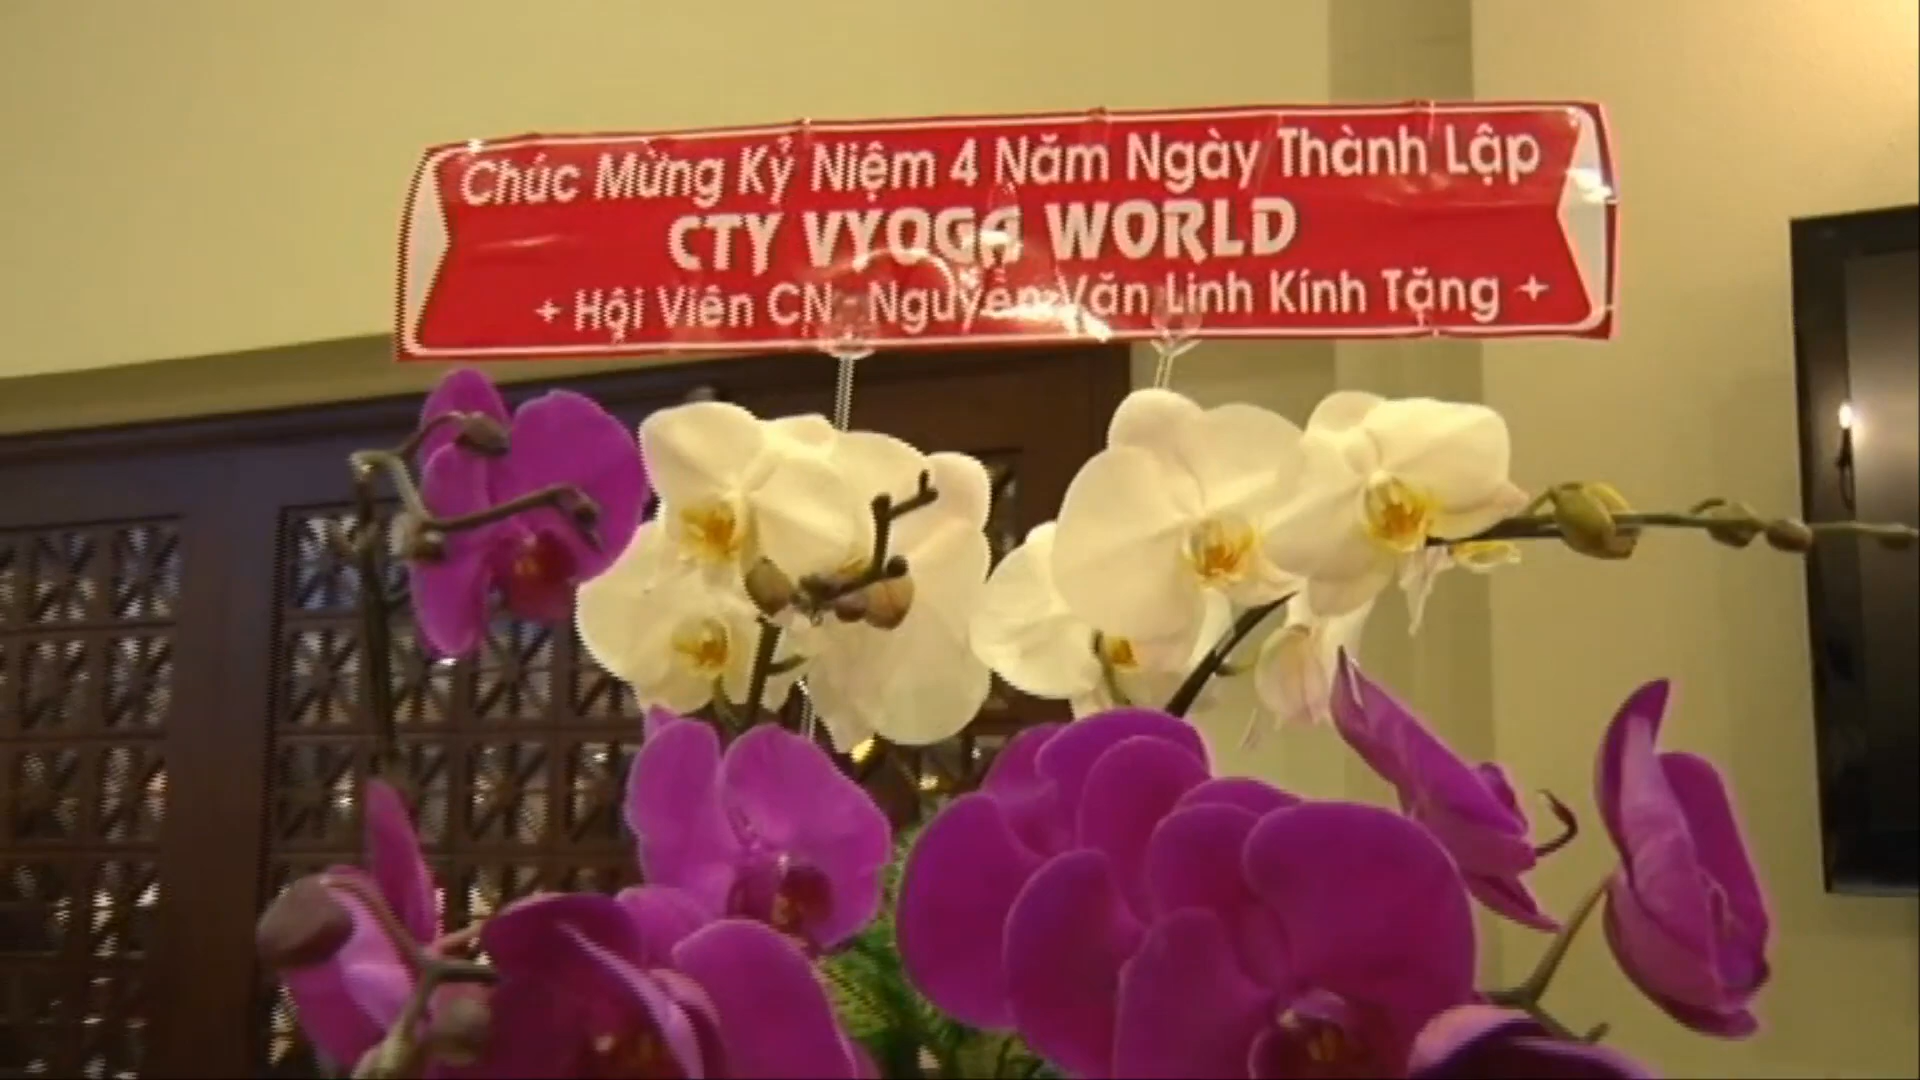 Chúc Mừng Kỷ Niệm 4 Năm Ngày Thành Lập
CTY VYOGA WORLD
+ Hội Viên CN Nguyễn Văn Linh Kính Tặng +